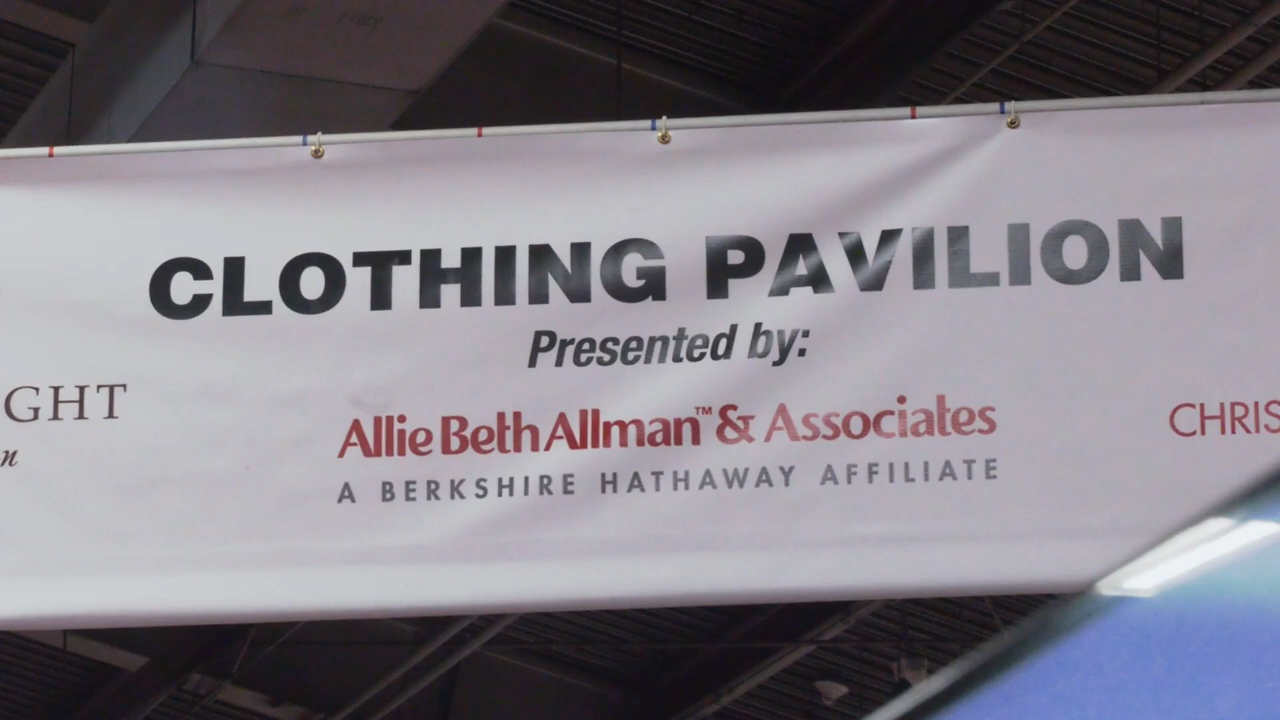 CLOTHING PAVILION
Presented by:
GHT
n
Allie Beth Allman™ & Associates
A BERKSHIRE HATHAWAY AFFILIATE
CHRIS